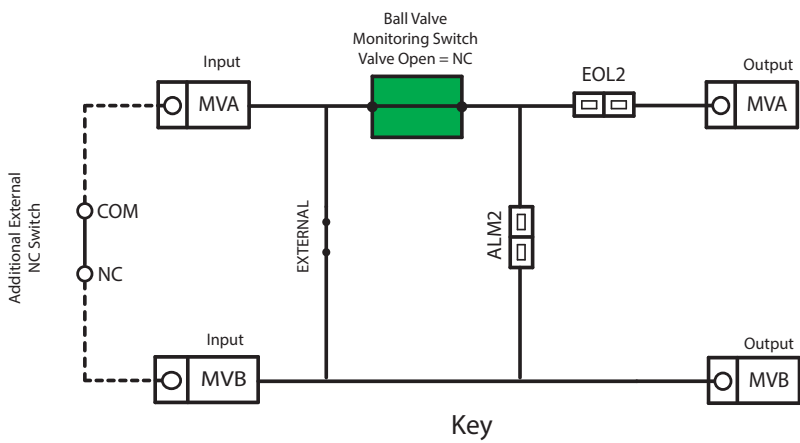 Ball Valve
Monitoring Switch
Valve Open = NC
Input
MVA
EOL2
Output
MVA
Additional External
NC Switch
COM
NC
EXTERNAL
ALM2
Input
MVB
Output
MVB
Key